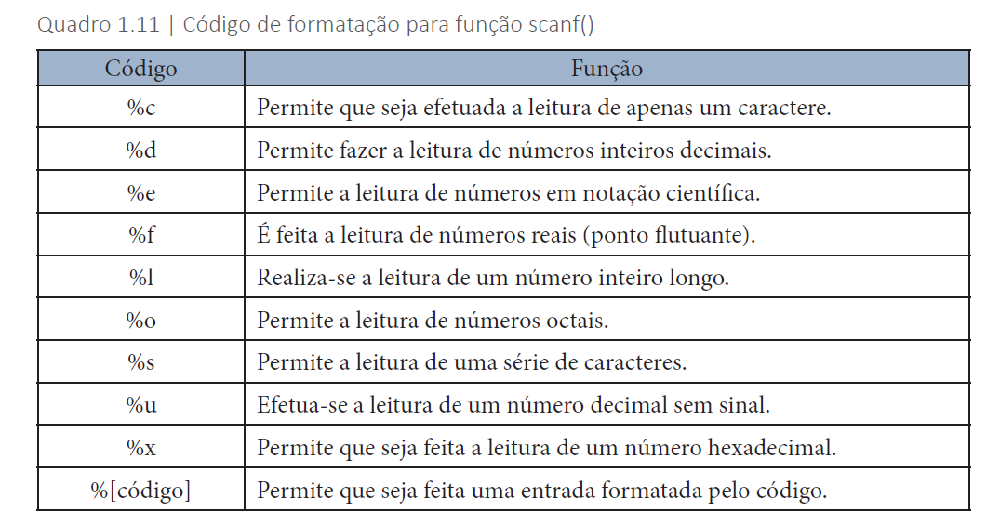 Quadro 1.11 | Código de formatação para função scanf()
Código Função
%c Permite que seja efetuada a leitura de apenas um caractere.
%d Permite fazer a leitura de números inteiros decimais.
%e Permite a leitura de números em notação científica.
%f É feita a leitura de números reais (ponto flutuante).
%l Realiza-se a leitura de um número inteiro longo.
%o Permite a leitura de números octais.
%s Permite a leitura de uma série de caracteres.
%u Efetua-se a leitura de um número decimal sem sinal.
%x Permite que seja feita a leitura de um número hexadecimal.
%[código] Permite que seja feita uma entrada formatada pelo código.